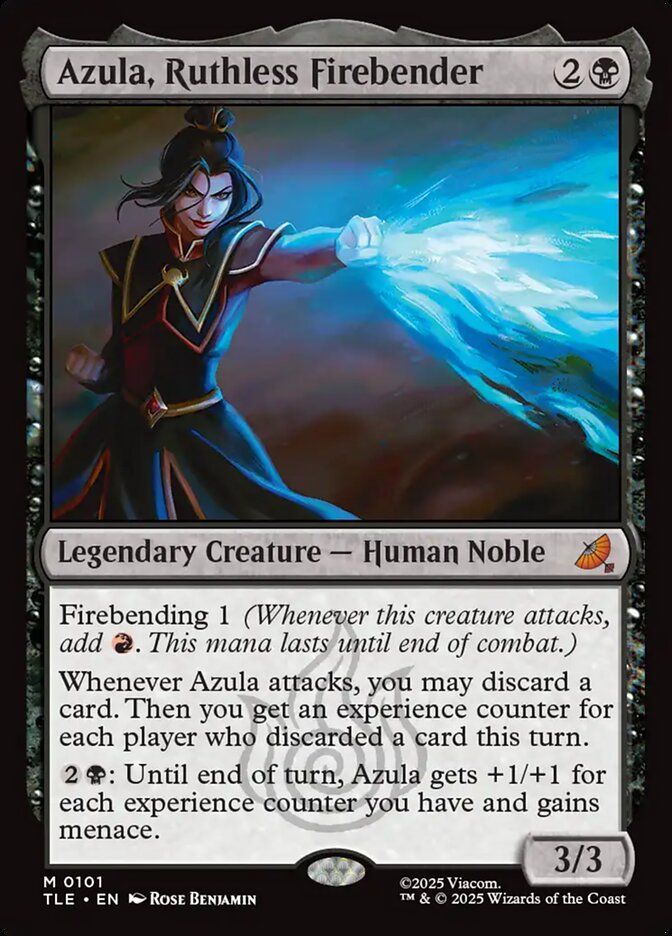 Azula, Ruthless Firebender 2
Legendary Creature — Human Noble
Firebending 1 (Whenever this creature attacks,
add . This mana lasts until end of combat.)
Whenever Azula attacks, you may discard a
card. Then you get an experience counter for
each player who discarded a card this turn.
2 : Until end of turn, Azula gets +1/+1 for
each experience counter you have and gains
menace.
3/3
M 0101
TLE • EN Rose Benjamin
©2025 Viacom.
™ & © 2025 Wizards of the Coast